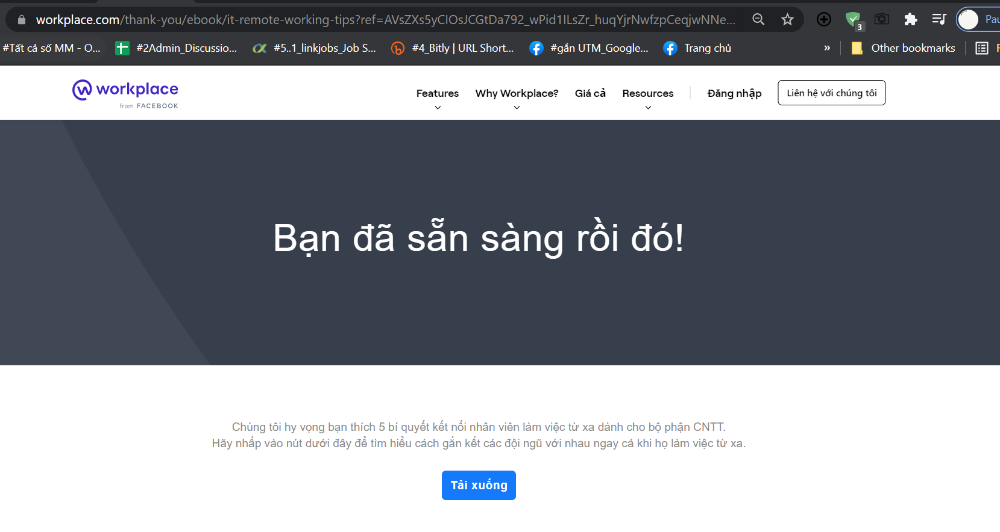 workplace.com/thank-you/ebook/it-remote-working-tips?ref=AVsZXs5yCIOsJCGtDa792_wPid1ILsZr_huqYjrNwfzpCeqjwNNe...
3
Pau
#Tất cả số MM - O...
#2Admin_Discussio...
#5..1_linkjobs_Job S...
#4_Bitly | URL Short...
#gắn UTM_Google...
Trang chủ
»
Other bookmarks
workplace
from FACEBOOK
Features
Why Workplace?
Giá cả
Resources
Đăng nhập
Liên hệ với chúng tôi
Bạn đã sẵn sàng rồi đó!
Chúng tôi hy vọng bạn thích 5 bí quyết kết nối nhân viên làm việc từ xa dành cho bộ phận CNTT.
Hãy nhấp vào nút dưới đây để tìm hiểu cách gắn kết các đội ngũ với nhau ngay cả khi họ làm việc từ xa.
Tải xuống